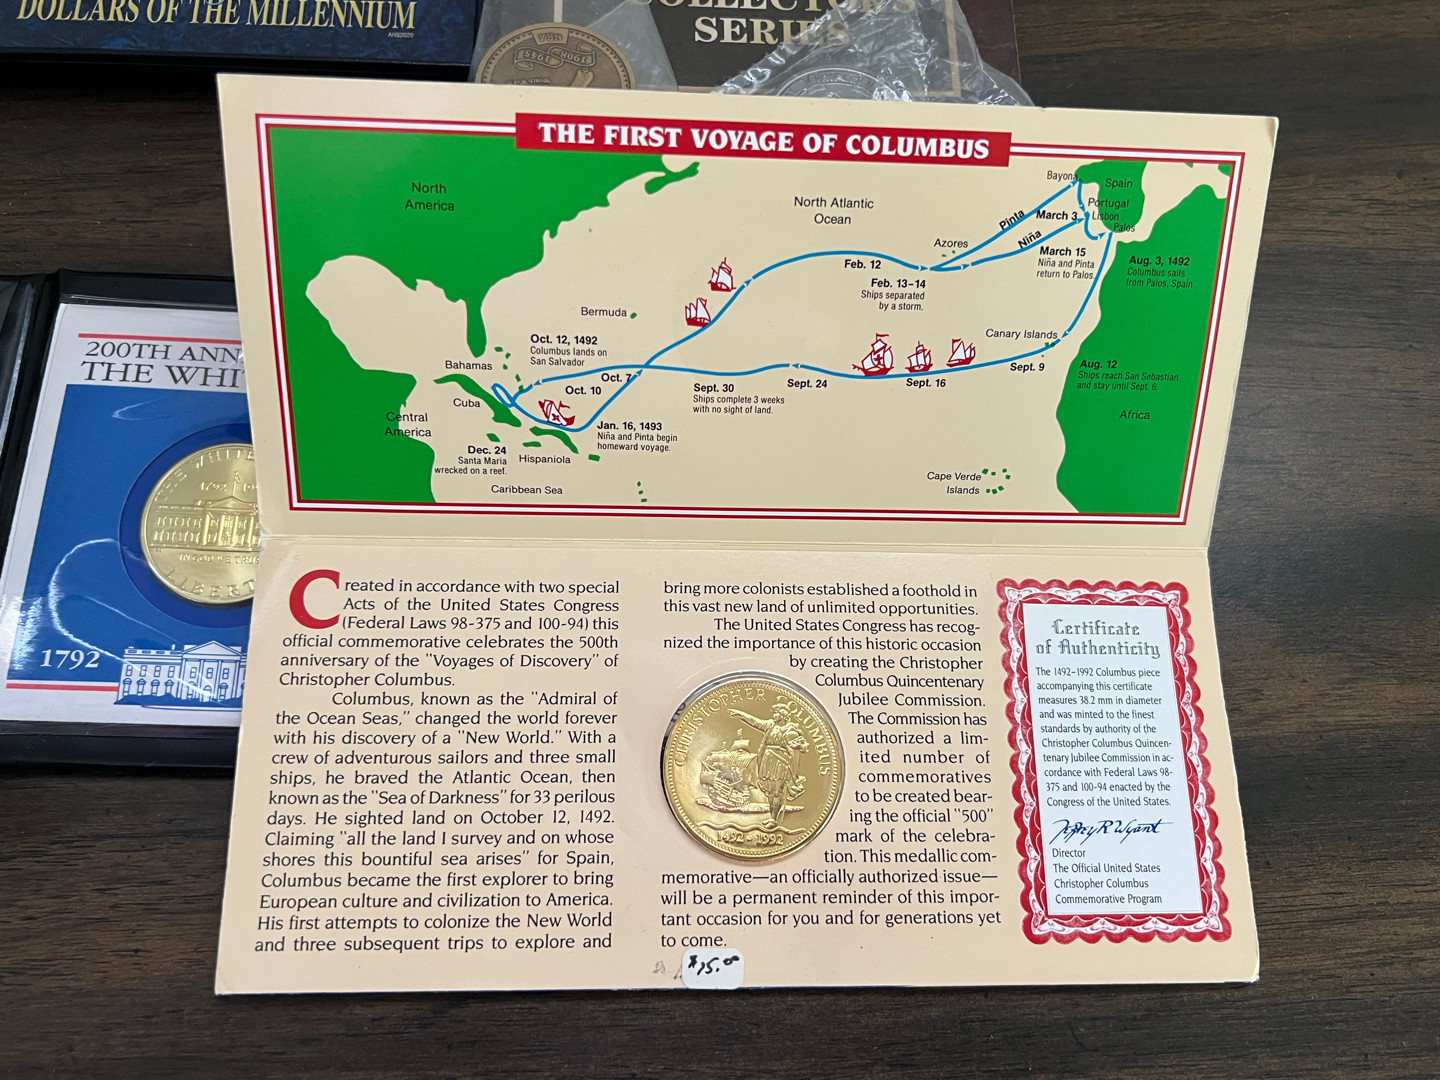 DOLLARS OF THE MILLENNIUM
AHS2020
COLLECTOR'S
SERIES
THE FIRST VOYAGE OF COLUMBUS
North
America
North Atlantic
Ocean
Bayona
Spain
Portugal
Lisbon
Palos
Pinta
March 3
Niña
Azores
March 15
Niña and Pinta
return to Palos.
Aug. 3, 1492
Columbus sails
from Palos, Spain.
Feb. 12
Feb. 13-14
Ships separated
by a storm.
Bermuda
Canary Islands
Oct. 12, 1492
Columbus lands on
San Salvador
Bahamas
Oct. 7
Oct. 10
Sept. 30
Ships complete 3 weeks
with no sight of land.
Sept. 24
Sept. 16
Sept. 9
Aug. 12
Ships reach San Sebastian
and stay until Sept. 6.
Cuba
Central
America
Africa
Jan. 16, 1493
Niña and Pinta begin
homeward voyage.
Dec. 24
Santa Maria
wrecked on a reef.
Hispaniola
Caribbean Sea
Cape Verde
Islands
200TH ANN
THE WHI
THE WHITE
1792
IN GOD WE TRUS
LIBERT
1792
Created in accordance with two special
Acts of the United States Congress
(Federal Laws 98-375 and 100-94) this
official commemorative celebrates the 500th
anniversary of the "Voyages of Discovery" of
Christopher Columbus.
Columbus, known as the "Admiral of
the Ocean Seas," changed the world forever
with his discovery of a "New World." With a
crew of adventurous sailors and three small
ships, he braved the Atlantic Ocean, then
known as the "Sea of Darkness" for 33 perilous
days. He sighted land on October 12, 1492.
Claiming "all the land I survey and on whose
shores this bountiful sea arises" for Spain,
Columbus became the first explorer to bring
European culture and civilization to America.
His first attempts to colonize the New World
and three subsequent trips to explore and
bring more colonists established a foothold in
this vast new land of unlimited opportunities.
The United States Congress has recog-
nized the importance of this historic occasion
by creating the Christopher
Columbus Quincentenary
Jubilee Commission.
The Commission has
authorized a lim-
ited number of
commemoratives
to be created bear-
ing the official "500"
mark of the celebra-
tion. This medallic com-
memorative—an officially authorized issue—
will be a permanent reminder of this impor-
tant occasion for you and for generations yet
to come.
CHRISTOPHER COLUMBUS
1492-1992
$15.00
Certificate
of Authenticity
The 1492-1992 Columbus piece
accompanying this certificate
measures 38.2 mm in diameter
and was minted to the finest
standards by authority of the
Christopher Columbus Quincen-
tenary Jubilee Commission in ac-
cordance with Federal Laws 98-
375 and 100-94 enacted by the
Congress of the United States.
Jeffrey R Wyant
Director
The Official United States
Christopher Columbus
Commemorative Program